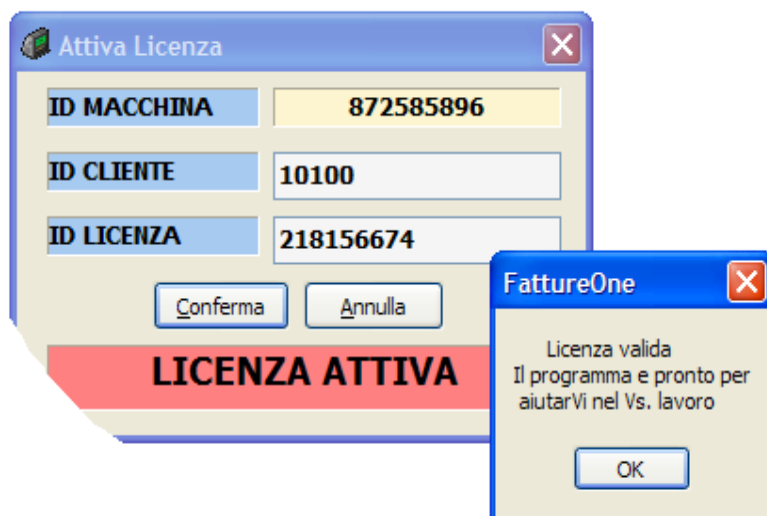 Attiva Licenza
ID MACCHINA 872585896
ID CLIENTE 10100
ID LICENZA 218156674
Conferma Annulla
LICENZA ATTIVA
FattureOne
Licenza valida
Il programma e pronto per
aiutarVi nel Vs. lavoro
OK